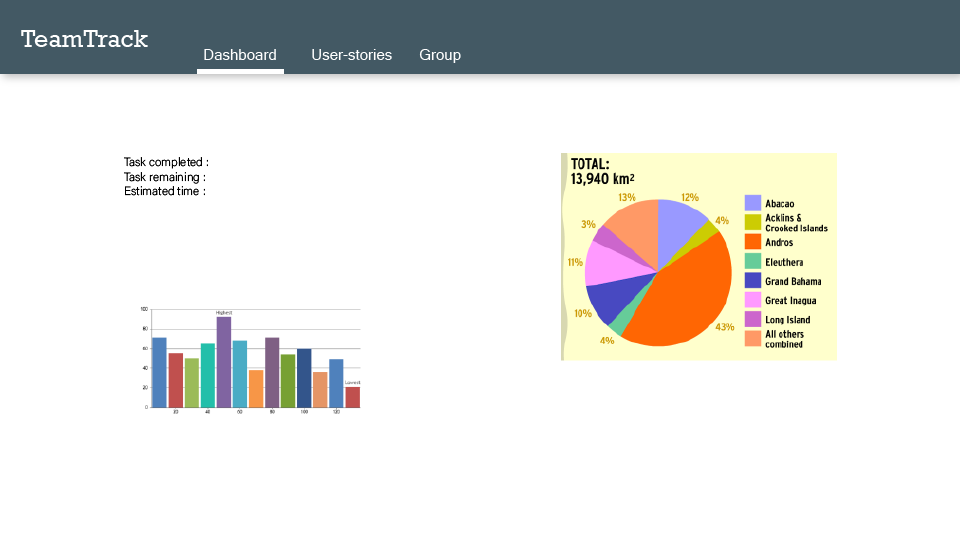 TeamTrack
Dashboard
User-stories
Group
Task completed :
Task remaining :
Estimated time :
TOTAL:
13,940 km²
13%
12%
3%
4%
11%
10%
4%
43%
Abacao
Acklins &
Crooked Islands
Andros
Eleuthera
Grand Bahama
Great Inagua
Long Island
All others
combined
100
80
60
40
20
0
Highest
Lowest
20
40
60
80
100
120